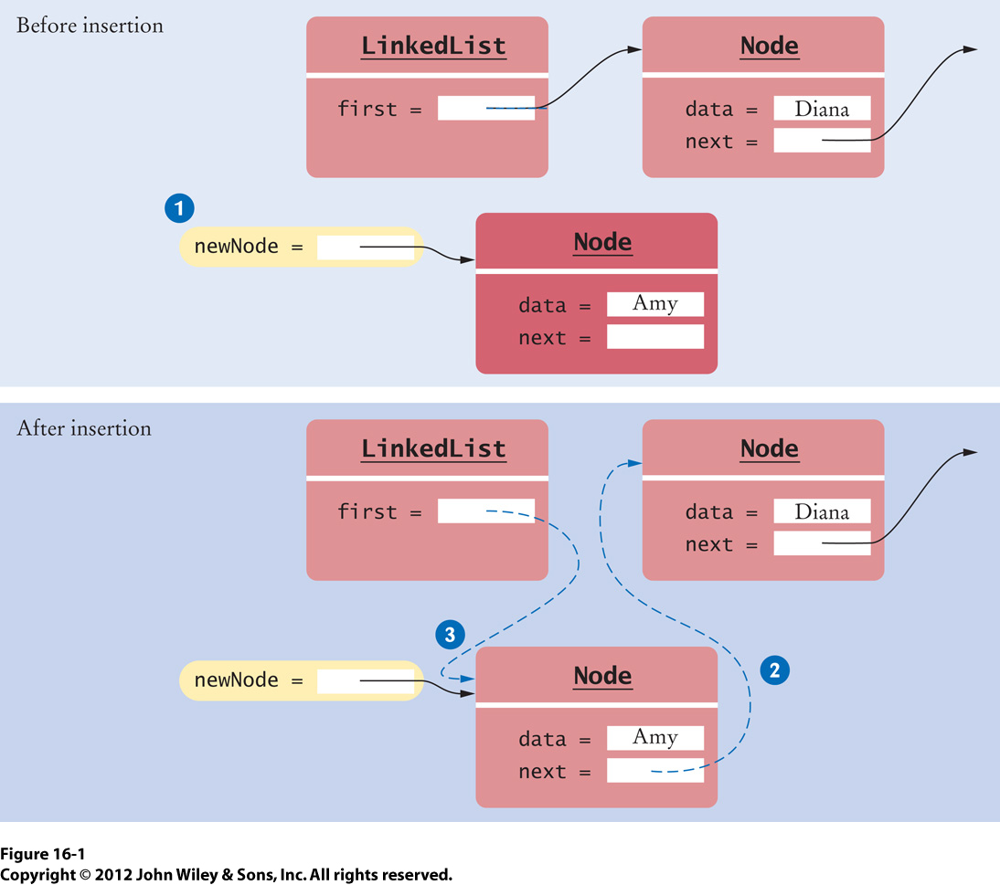 Before insertion
LinkedList
Node
first =
data = Diana
next =
1
newNode =
Node
data = Amy
next =
After insertion
LinkedList
Node
first =
data = Diana
next =
3
2
newNode =
Node
data = Amy
next =
Figure 16-1
Copyright © 2012 John Wiley & Sons, Inc. All rights reserved.